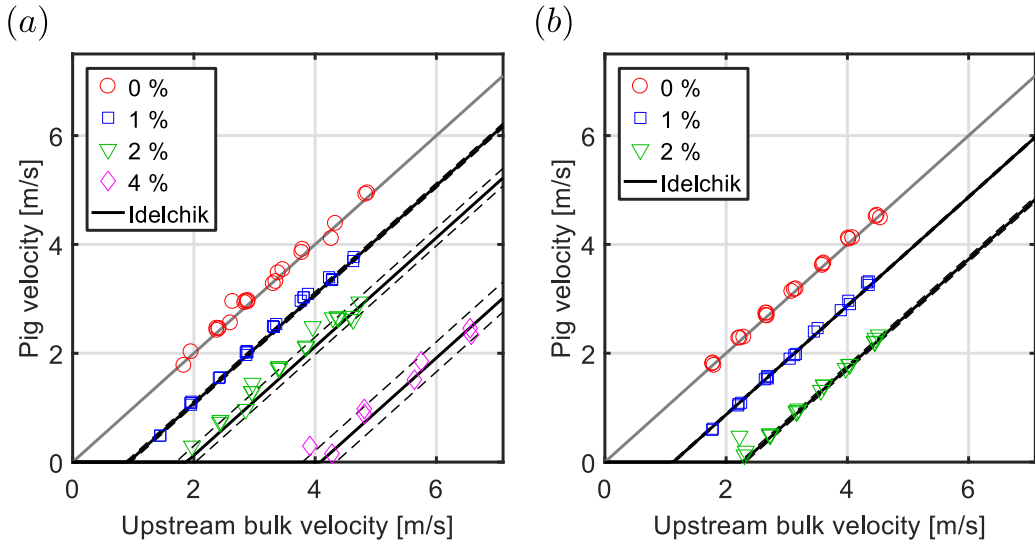 (a)
0 %
1 %
2 %
4 %
Idelchik
Pig velocity [m/s]
6
4
2
0
0 2 4 6
Upstream bulk velocity [m/s]
(b)
0 %
1 %
2 %
Idelchik
Pig velocity [m/s]
6
4
2
0
0 2 4 6
Upstream bulk velocity [m/s]